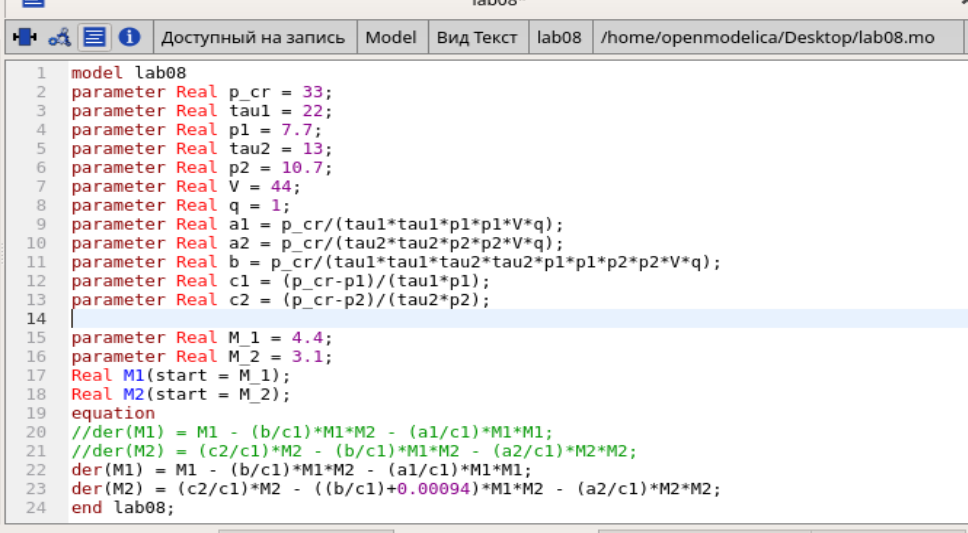 lab08*
Доступный на запись Model Вид Текст lab08 /home/openmodelica/Desktop/lab08.mo
1 model lab08
2 parameter Real p_cr = 33;
3 parameter Real tau1 = 22;
4 parameter Real p1 = 7.7;
5 parameter Real tau2 = 13;
6 parameter Real p2 = 10.7;
7 parameter Real V = 44;
8 parameter Real q = 1;
9 parameter Real a1 = p_cr/(tau1*tau1*p1*p1*V*q);
10 parameter Real a2 = p_cr/(tau2*tau2*p2*p2*V*q);
11 parameter Real b = p_cr/(tau1*tau1*tau2*tau2*p1*p1*p2*p2*V*q);
12 parameter Real c1 = (p_cr-p1)/(tau1*p1);
13 parameter Real c2 = (p_cr-p2)/(tau2*p2);
14
15 parameter Real M_1 = 4.4;
16 parameter Real M_2 = 3.1;
17 Real M1(start = M_1);
18 Real M2(start = M_2);
19 equation
20 //der(M1) = M1 - (b/c1)*M1*M2 - (a1/c1)*M1*M1;
21 //der(M2) = (c2/c1)*M2 - (b/c1)*M1*M2 - (a2/c1)*M2*M2;
22 der(M1) = M1 - (b/c1)*M1*M2 - (a1/c1)*M1*M1;
23 der(M2) = (c2/c1)*M2 - ((b/c1)+0.00094)*M1*M2 - (a2/c1)*M2*M2;
24 end lab08;